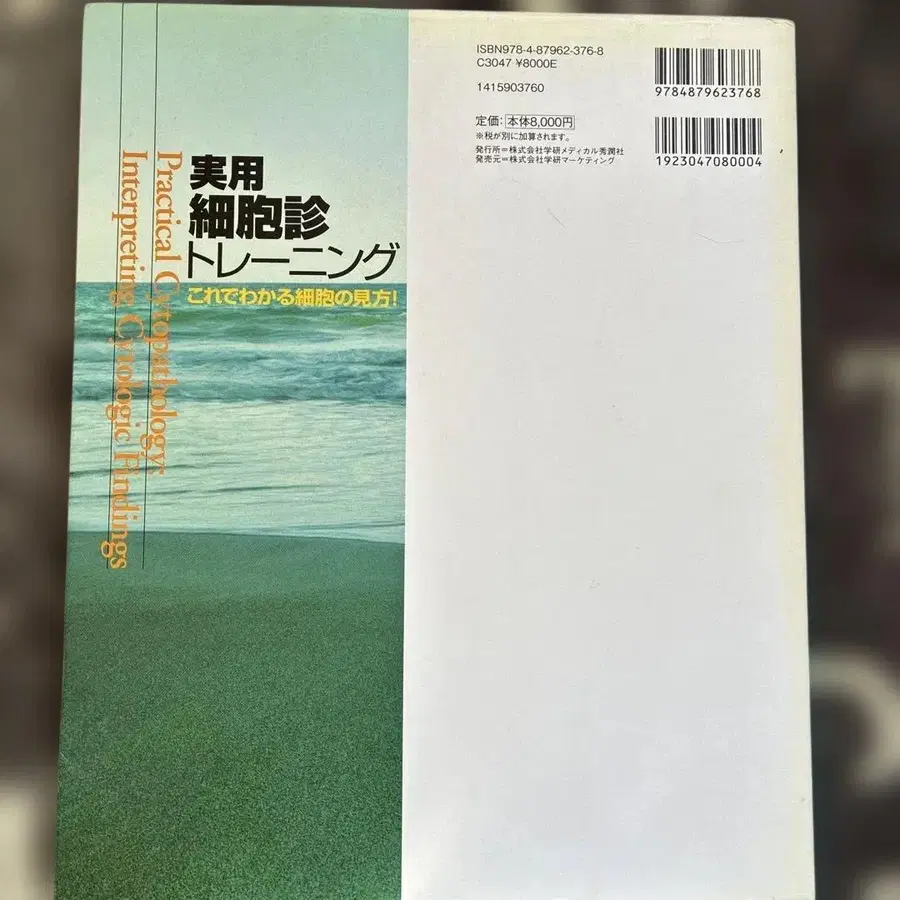 実用
細胞診
トレーニング
これでわかる細胞の見方!
Practical Cytopathology-
Interpreting Cytologic Findings
ISBN978-4-87962-376-8
C3047 ¥8000E
1415903760
定価:本体8,000円
※税が別に加算されます。
発行所=株式会社学研メディカル秀潤社
発売元=株式会社学研マーケティング
9784879623768
1923047080004